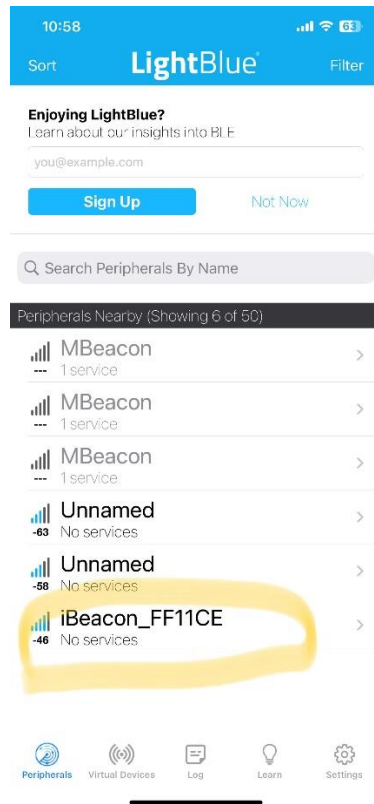 10:58
63
Sort
LightBlue
Filter
Enjoying LightBlue?
Learn about our insights into BLE
you@example.com
Sign Up
Not Now
Search Peripherals By Name
Peripherals Nearby (Showing 6 of 50)
MBeacon
--- 1 service
MBeacon
--- 1 service
MBeacon
--- 1 service
Unnamed
-63 No services
Unnamed
-58 No services
iBeacon_FF11CE
-46 No services
Peripherals Virtual Devices Log Learn Settings